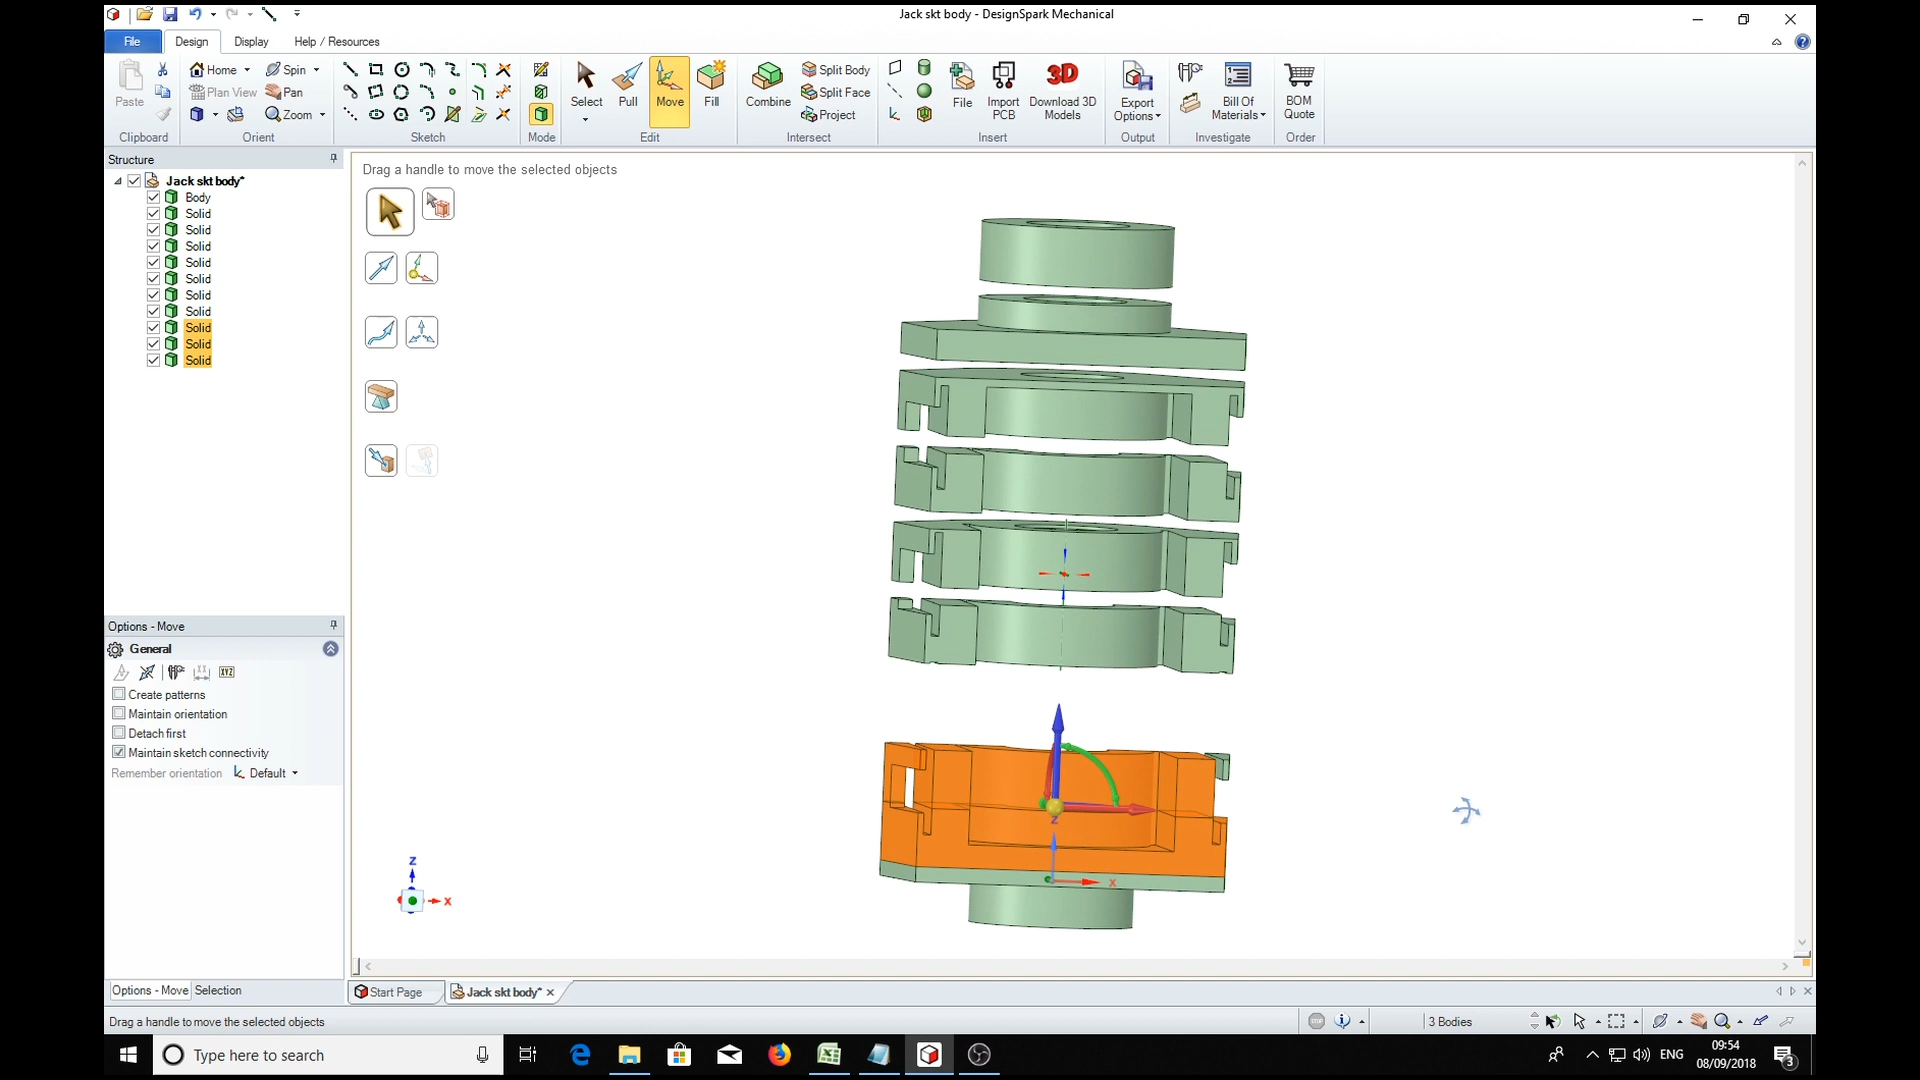 Jack skt body - DesignSpark Mechanical
File Design Display Help / Resources
Paste
Home Spin
Plan View Pan
Zoom
Select Pull Move Fill
Combine Split Body
Split Face
Project
File Import PCB Download 3D Models
Export Options
Bill Of Materials
BOM Quote
Clipboard Orient Sketch Mode Edit Intersect Insert Output Investigate Order
Structure
Jack skt body*
Body
Solid
Solid
Solid
Solid
Solid
Solid
Solid
Solid
Solid
Solid
Drag a handle to move the selected objects
Options - Move
General
XYZ
Create patterns
Maintain orientation
Detach first
Maintain sketch connectivity
Remember orientation Default
Z
X
Z
X
Options - Move Selection
Start Page Jack skt body*
Drag a handle to move the selected objects
3 Bodies
Type here to search
ENG
09:54
08/09/2018
3